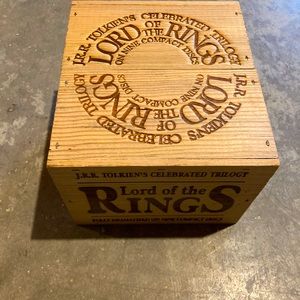 J.R.R. TOLKIEN'S CELEBRATED TRILOGY
LORD OF THE RINGS
ON NINE COMPACT DISCS
J.R.R. TOLKIEN'S CELEBRATED TRILOGY
LORD OF THE RINGS
ON NINE COMPACT DISCS
J.R.R. TOLKIEN'S CELEBRATED TRILOGY
Lord of the
RINGS
FULLY DRAMATIZED ON NINE COMPACT DISCS